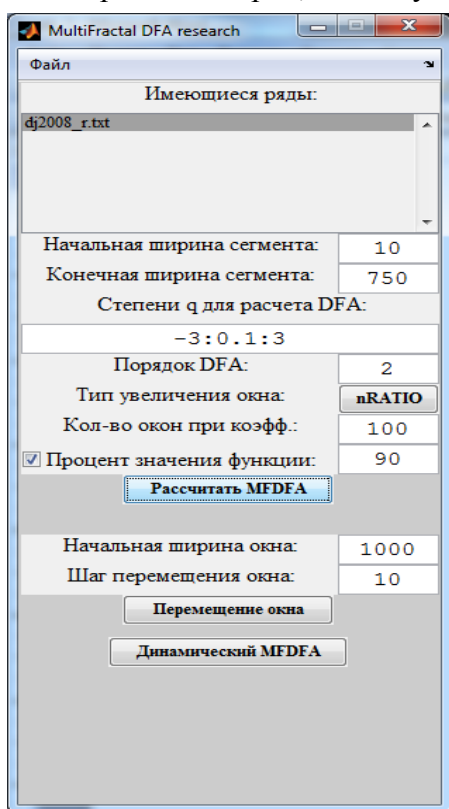 MultiFractal DFA research
Файл
Имеющиеся ряды:
dj2008_r.txt
Начальная ширина сегмента: 10
Конечная ширина сегмента: 750
Степени q для расчета DFA:
-3:0.1:3
Порядок DFA: 2
Тип увеличения окна: nRATIO
Кол-во окон при коэфф.: 100
Процент значения функции: 90
Рассчитать MFDFA
Начальная ширина окна: 1000
Шаг перемещения окна: 10
Перемещение окна
Динамический MFDFA